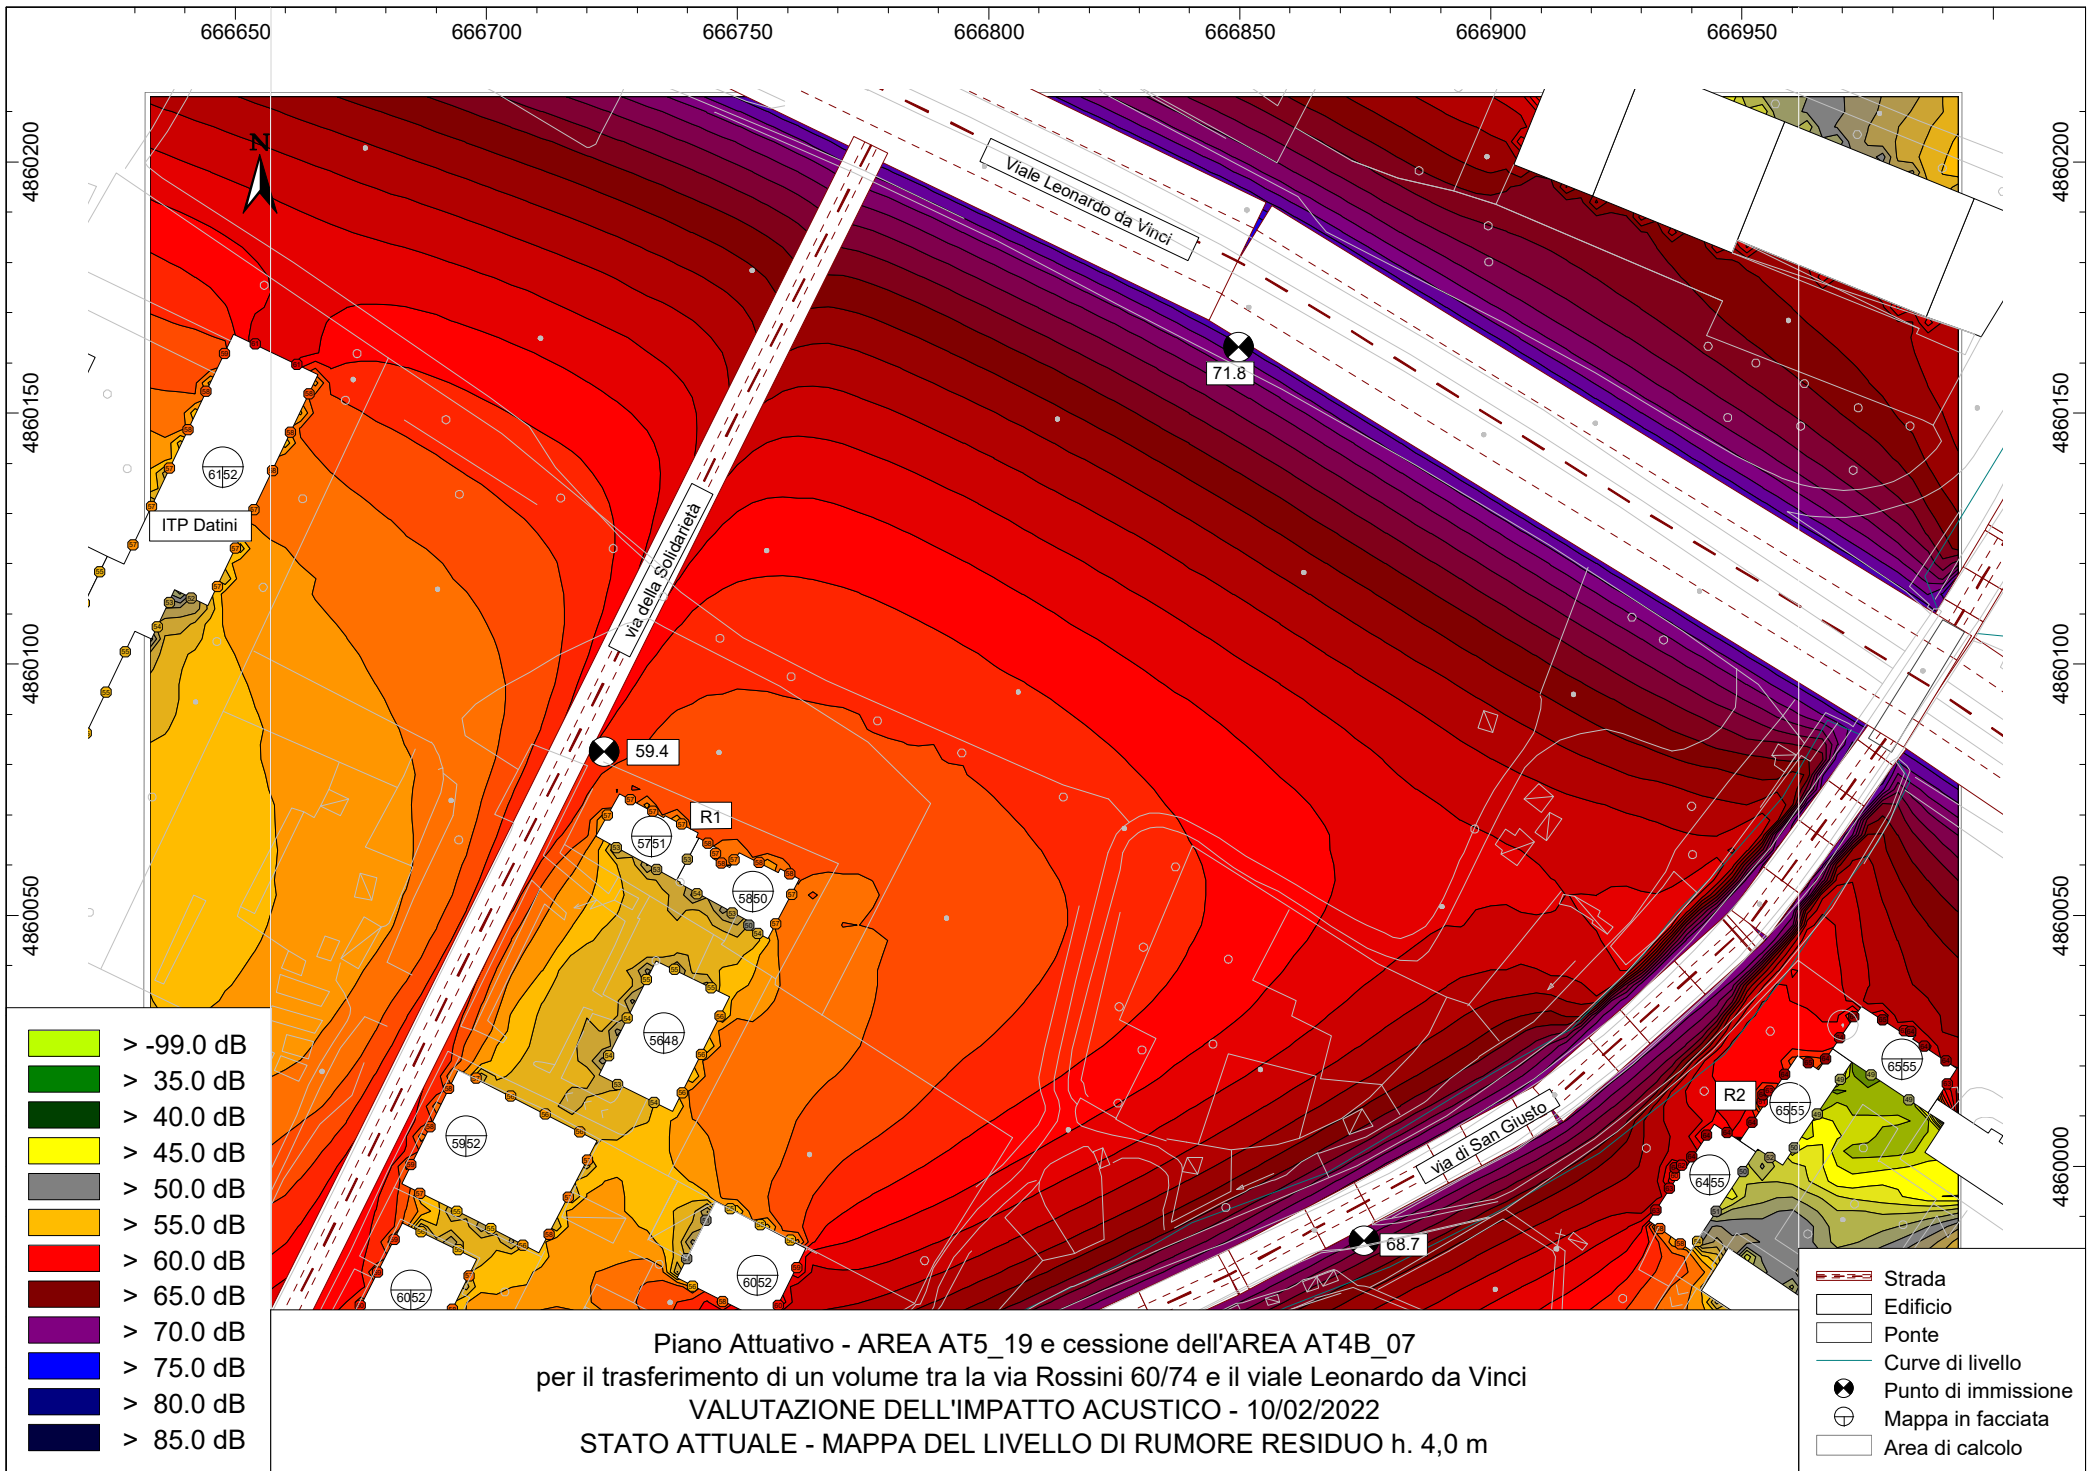 666650 666700 666750 666800 666850 666900 666950
4860200
4860150
4860100
4860050
4860200
4860150
4860100
4860050
4860000
N
Viale Leonardo da Vinci
via della Solidarietà
via di San Giusto
71.8
59.4
68.7
ITP Datini
R1
R2
6152
5751
5850
5648
5952
6052
6052
6555
6555
6455
> -99.0 dB
> 35.0 dB
> 40.0 dB
> 45.0 dB
> 50.0 dB
> 55.0 dB
> 60.0 dB
> 65.0 dB
> 70.0 dB
> 75.0 dB
> 80.0 dB
> 85.0 dB
Piano Attuativo - AREA AT5_19 e cessione dell'AREA AT4B_07
per il trasferimento di un volume tra la via Rossini 60/74 e il viale Leonardo da Vinci
VALUTAZIONE DELL'IMPATTO ACUSTICO - 10/02/2022
STATO ATTUALE - MAPPA DEL LIVELLO DI RUMORE RESIDUO h. 4,0 m
Strada
Edificio
Ponte
Curve di livello
Punto di immissione
Mappa in facciata
Area di calcolo